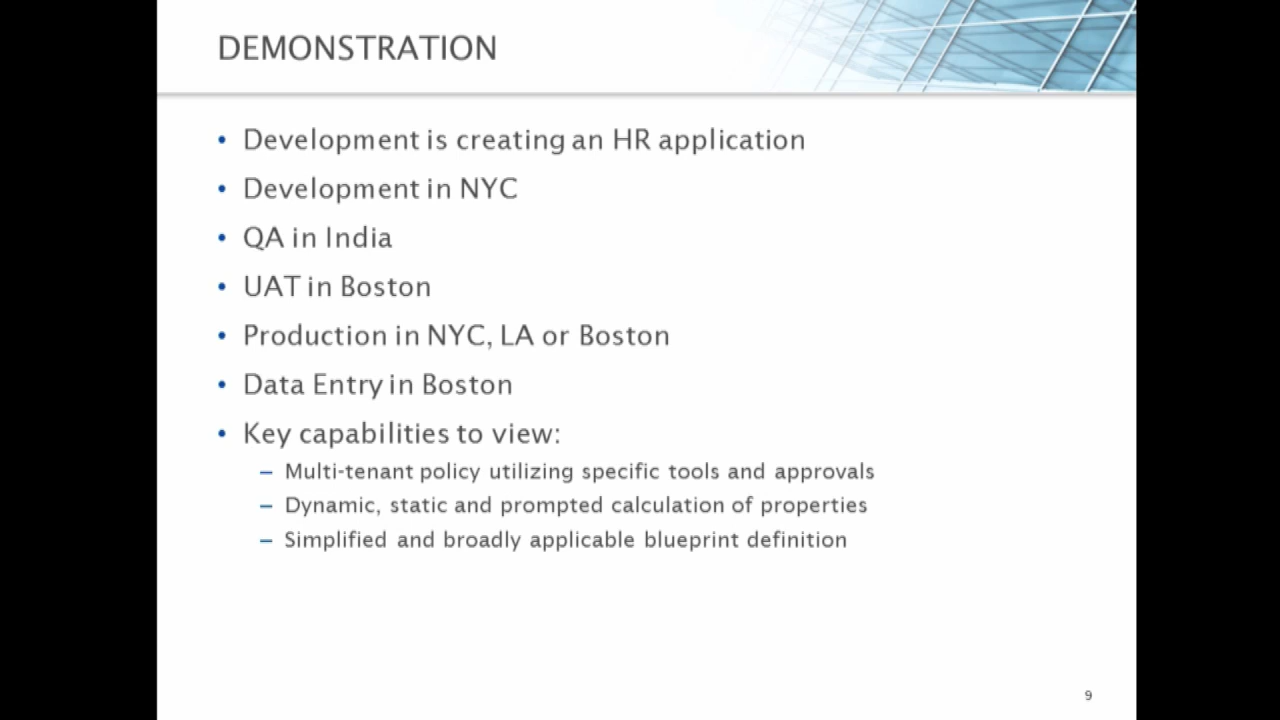 DEMONSTRATION
• Development is creating an HR application
• Development in NYC
• QA in India
• UAT in Boston
• Production in NYC, LA or Boston
• Data Entry in Boston
• Key capabilities to view:
– Multi-tenant policy utilizing specific tools and approvals
– Dynamic, static and prompted calculation of properties
– Simplified and broadly applicable blueprint definition
9